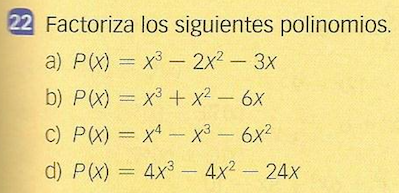 22 Factoriza los siguientes polinomios.
a) P(x) = x³ – 2x² – 3x
b) P(x) = x³ + x² – 6x
c) P(x) = x⁴ – x³ – 6x²
d) P(x) = 4x³ – 4x² – 24x